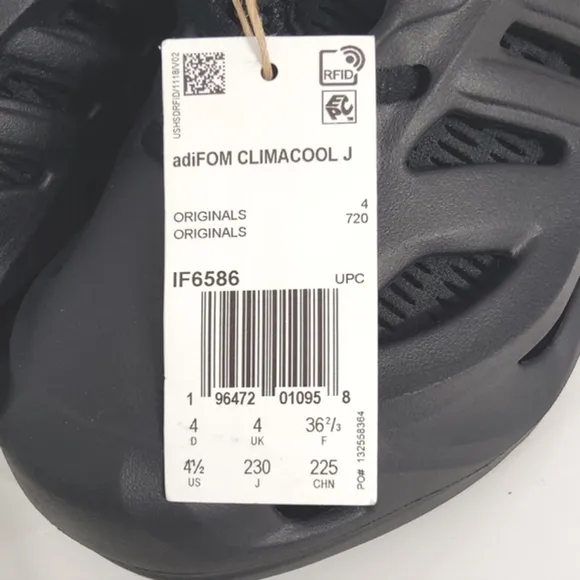 USHSDRFID/1118/V02
RFID
EPC
adiFOM CLIMACOOL J
ORIGINALS 4
ORIGINALS 720
IF6586 UPC
1 96472 01095 8
4 4 36²/₃
D UK F
4½ 230 225
US J CHN
PO# 132558364